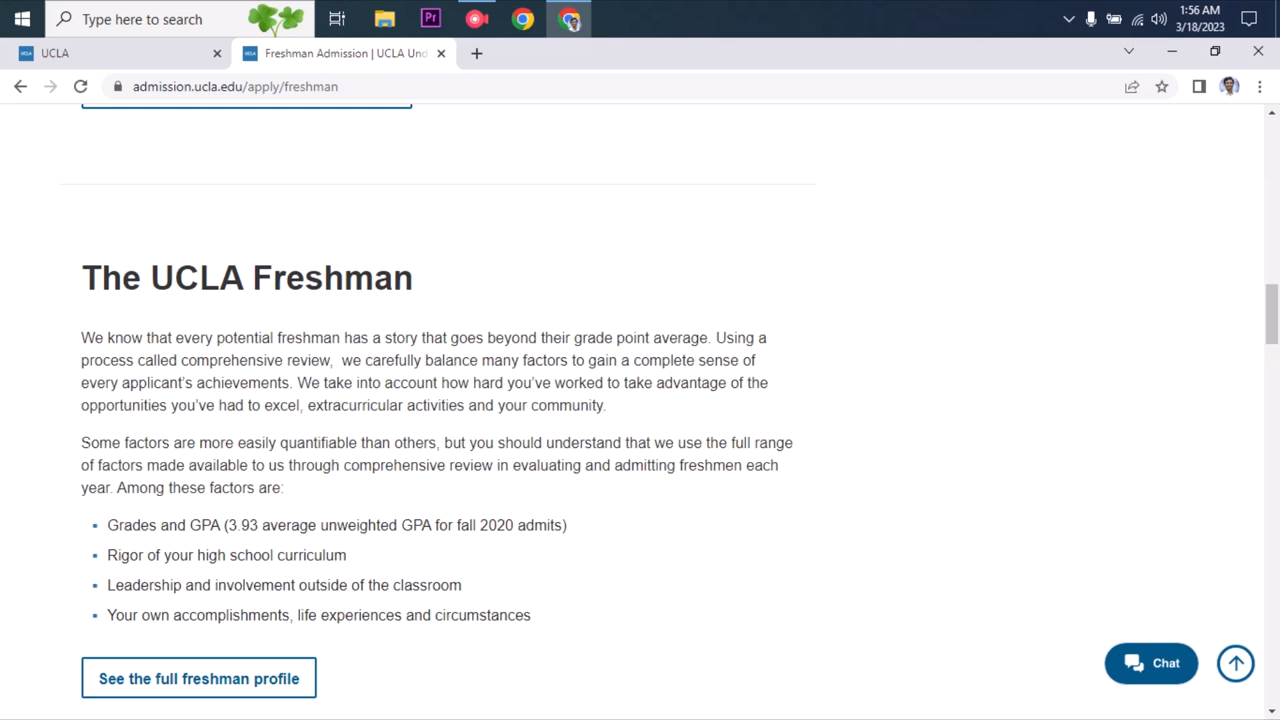 Type here to search
Pr
1:56 AM
3/18/2023
UCLA UCLA
UCLA Freshman Admission | UCLA Und
admission.ucla.edu/apply/freshman
The UCLA Freshman
We know that every potential freshman has a story that goes beyond their grade point average. Using a
process called comprehensive review,  we carefully balance many factors to gain a complete sense of
every applicant’s achievements. We take into account how hard you’ve worked to take advantage of the
opportunities you’ve had to excel, extracurricular activities and your community.
Some factors are more easily quantifiable than others, but you should understand that we use the full range
of factors made available to us through comprehensive review in evaluating and admitting freshmen each
year. Among these factors are:
Grades and GPA (3.93 average unweighted GPA for fall 2020 admits)
Rigor of your high school curriculum
Leadership and involvement outside of the classroom
Your own accomplishments, life experiences and circumstances
See the full freshman profile
Chat